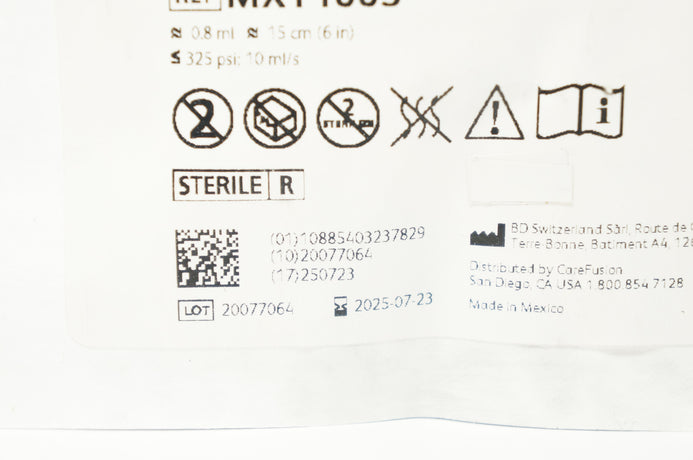 ≈ 0.8 ml ≈ 15 cm (6 in)
≤ 325 psi; 10 ml/s
2
2
i
STERILE R
(01)10885403237829
(10)20077064
(17)250723
LOT 20077064
2025-07-23
BD Switzerland Sàrl, Route de
Terre-Bonne, Batiment A4,
Distributed by CareFusion
San Diego, CA USA 1 800 854 7128
Made in Mexico